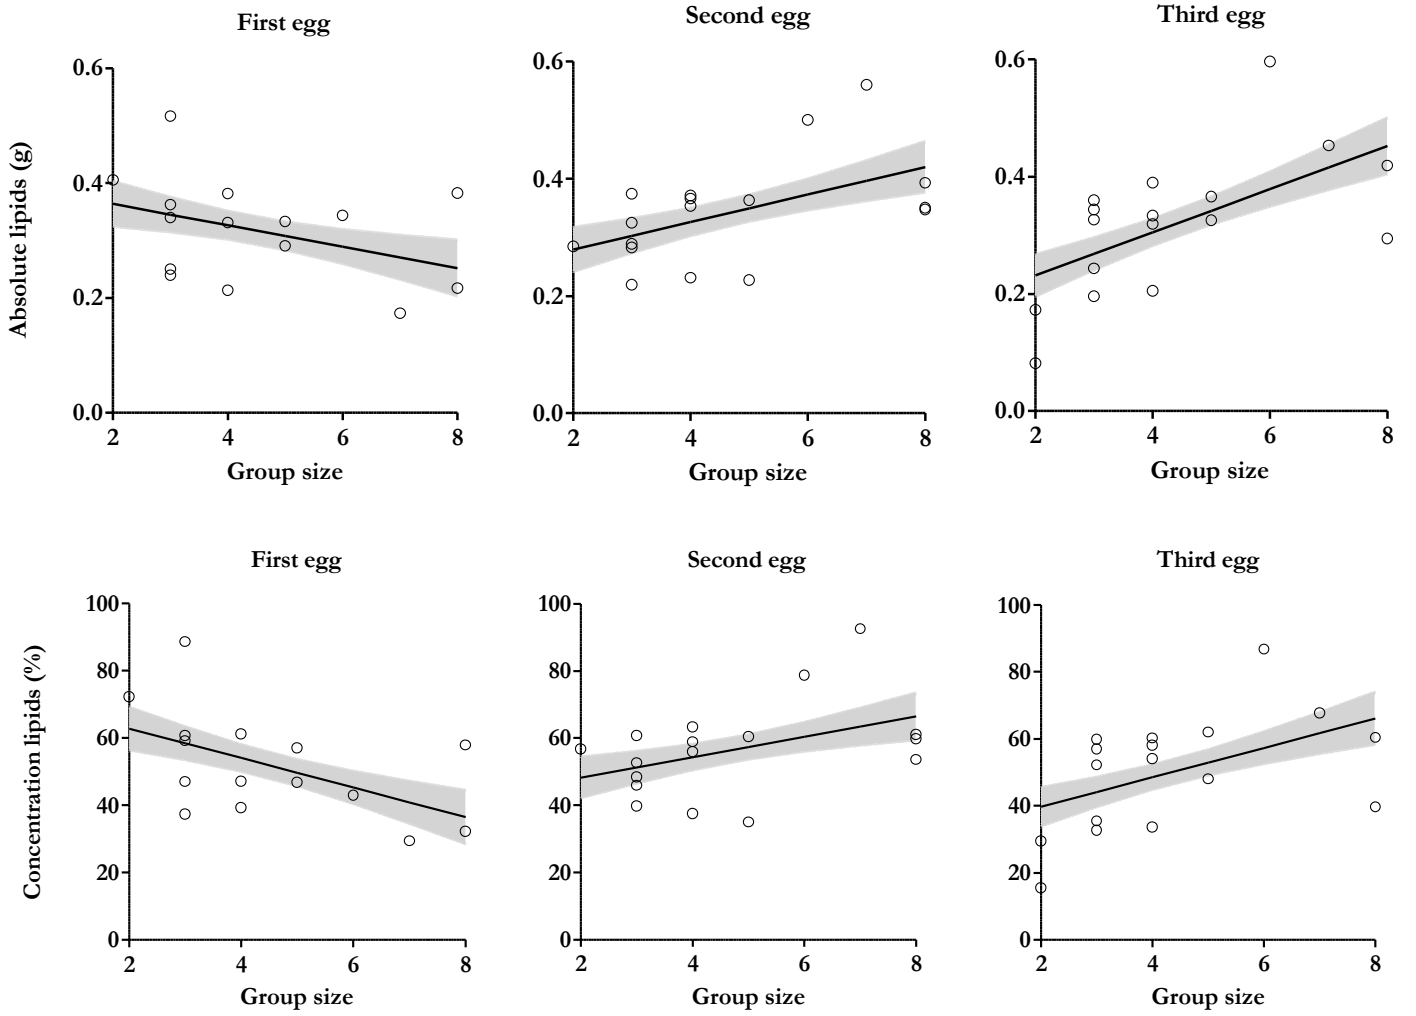 First egg
Second egg
Third egg
Absolute lipids (g)
0.6
0.4
0.2
0.0
2 4 6 8
Group size
0.6
0.4
0.2
0.0
2 4 6 8
Group size
0.6
0.4
0.2
0.0
2 4 6 8
Group size
First egg
Second egg
Third egg
Concentration lipids (%)
100
80
60
40
20
0
2 4 6 8
Group size
100
80
60
40
20
0
2 4 6 8
Group size
100
80
60
40
20
0
2 4 6 8
Group size